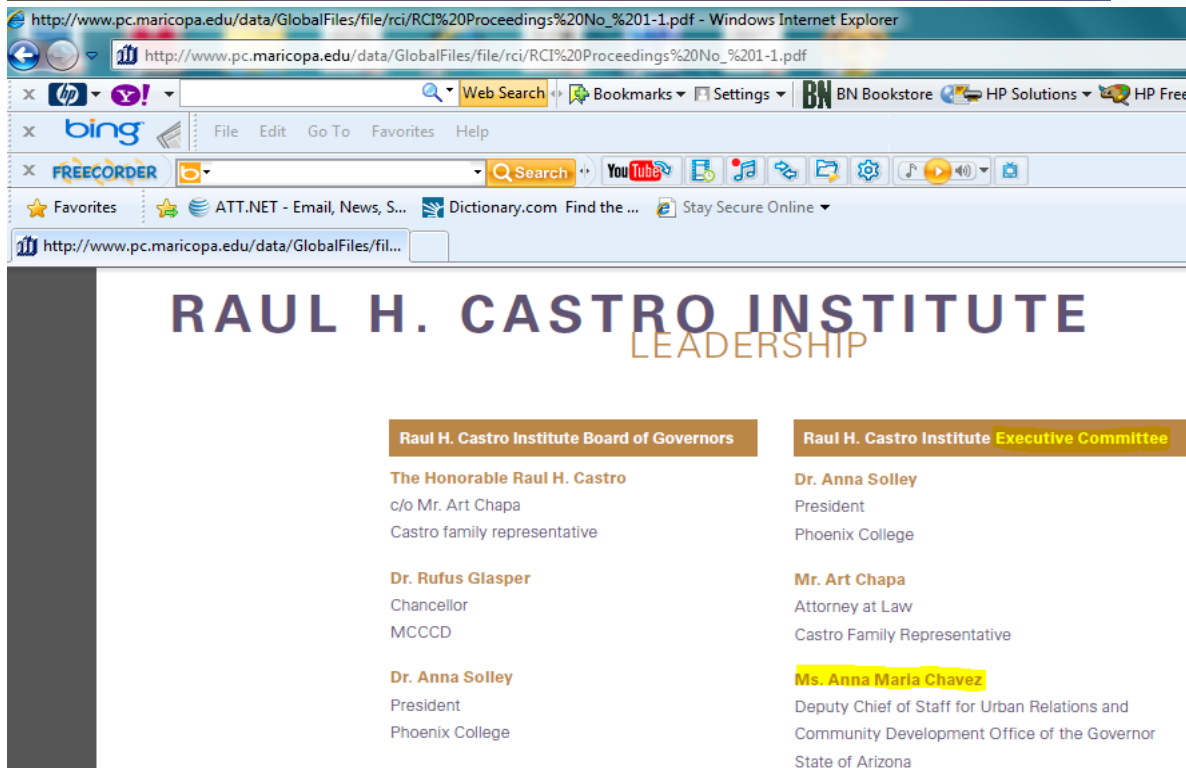 http://www.pc.maricopa.edu/data/GlobalFiles/file/rci/RCI%20Proceedings%20No_%201-1.pdf - Windows Internet Explorer
http://www.pc.maricopa.edu/data/GlobalFiles/file/rci/RCI%20Proceedings%20No_%201-1.pdf
x hp Y! Web Search Bookmarks Settings BN BN Bookstore HP Solutions HP Free
x bing File Edit Go To Favorites Help
x FREECORDER Search YouTube
Favorites ATT.NET - Email, News, S... Dictionary.com Find the ... Stay Secure Online
http://www.pc.maricopa.edu/data/GlobalFiles/fil...
RAUL H. CASTRO INSTITUTE
LEADERSHIP
Raul H. Castro Institute Board of Governors
The Honorable Raul H. Castro
c/o Mr. Art Chapa
Castro family representative
Dr. Rufus Glasper
Chancellor
MCCCD
Dr. Anna Solley
President
Phoenix College
Raul H. Castro Institute Executive Committee
Dr. Anna Solley
President
Phoenix College
Mr. Art Chapa
Attorney at Law
Castro Family Representative
Ms. Anna Maria Chavez
Deputy Chief of Staff for Urban Relations and
Community Development Office of the Governor
State of Arizona